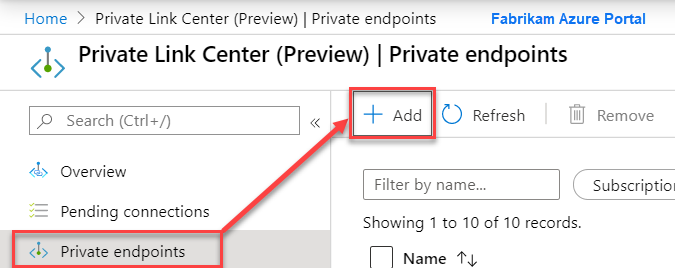 Home > Private Link Center (Preview) | Private endpoints Fabrikam Azure Portal
Private Link Center (Preview) | Private endpoints
Search (Ctrl+/) «
+ Add Refresh Remove
Overview
Filter by name... Subscription
Pending connections
Showing 1 to 10 of 10 records.
Private endpoints
Name ↑↓